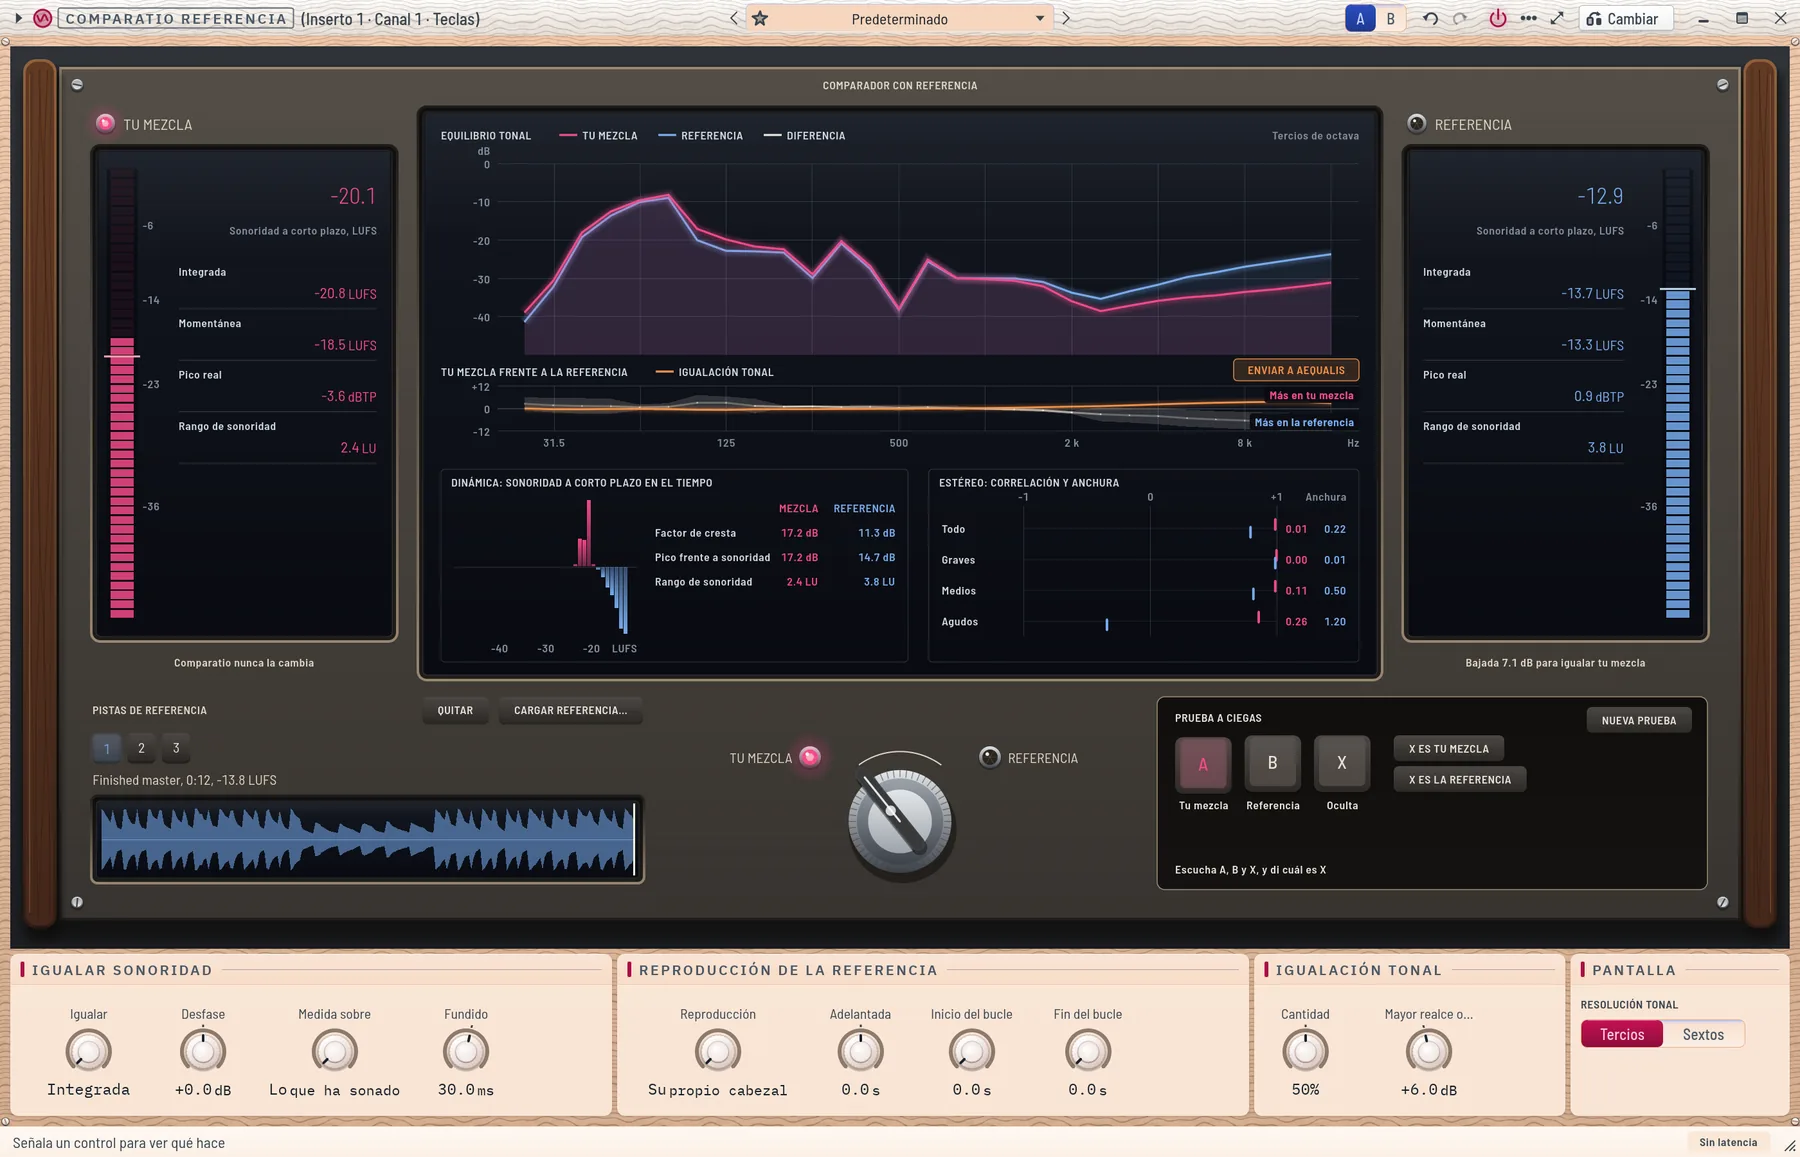 COMPARATIO REFERENCIA (Inserto 1 · Canal 1 · Teclas)
Predeterminado
A B
Cambiar
COMPARADOR CON REFERENCIA
TU MEZCLA
-20.1
Sonoridad a corto plazo, LUFS
Integrada
-20.8 LUFS
Momentánea
-18.5 LUFS
Pico real
-3.6 dBTP
Rango de sonoridad
2.4 LU
-6
-14
-23
-36
Comparatio nunca la cambia
EQUILIBRIO TONAL TU MEZCLA REFERENCIA DIFERENCIA Tercios de octava
dB
0
-10
-20
-30
-40
TU MEZCLA FRENTE A LA REFERENCIA IGUALACIÓN TONAL ENVIAR A AEQUALIS
+12
0
-12
Más en tu mezcla
Más en la referencia
31.5 125 500 2 k 8 k Hz
DINÁMICA: SONORIDAD A CORTO PLAZO EN EL TIEMPO
MEZCLA REFERENCIA
Factor de cresta 17.2 dB 11.3 dB
Pico frente a sonoridad 17.2 dB 14.7 dB
Rango de sonoridad 2.4 LU 3.8 LU
-40 -30 -20 LUFS
ESTÉREO: CORRELACIÓN Y ANCHURA
-1 0 +1 Anchura
Todo 0.01 0.22
Graves 0.00 0.01
Medios 0.11 0.50
Agudos 0.26 1.20
REFERENCIA
-12.9
Sonoridad a corto plazo, LUFS
Integrada
-13.7 LUFS
Momentánea
-13.3 LUFS
Pico real
0.9 dBTP
Rango de sonoridad
3.8 LU
-6
-14
-23
-36
Bajada 7.1 dB para igualar tu mezcla
PISTAS DE REFERENCIA QUITAR CARGAR REFERENCIA...
1 2 3
Finished master, 0:12, -13.8 LUFS
TU MEZCLA REFERENCIA
PRUEBA A CIEGAS NUEVA PRUEBA
A B X
Tu mezcla Referencia Oculta
X ES TU MEZCLA
X ES LA REFERENCIA
Escucha A, B y X, y di cuál es X
IGUALAR SONORIDAD
Igualar Desfase Medida sobre Fundido
Integrada +0.0 dB Lo que ha sonado 30.0 ms
REPRODUCCIÓN DE LA REFERENCIA
Reproducción Adelantada Inicio del bucle Fin del bucle
Su propio cabezal 0.0 s 0.0 s 0.0 s
IGUALACIÓN TONAL
Cantidad Mayor realce o...
50% +6.0 dB
PANTALLA
RESOLUCIÓN TONAL
Tercios Sextos
Señala un control para ver qué hace
Sin latencia